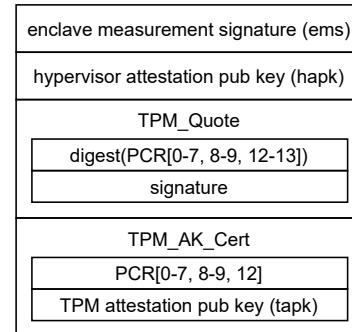 enclave measurement signature (ems)
hypervisor attestation pub key (hapk)
TPM_Quote
digest(PCR[0-7, 8-9, 12-13])
signature
TPM_AK_Cert
PCR[0-7, 8-9, 12]
TPM attestation pub key (tapk)